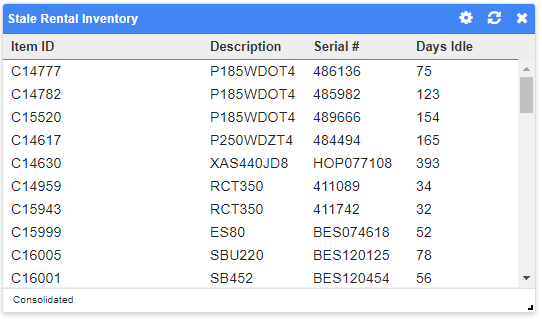 Stale Rental Inventory
Item ID Description Serial # Days Idle
C14777 P185WDOT4 486136 75
C14782 P185WDOT4 485982 123
C15520 P185WDOT4 489666 154
C14617 P250WDZT4 484494 165
C14630 XAS440JD8 HOP077108 393
C14959 RCT350 411089 34
C15943 RCT350 411742 32
C15999 ES80 BES074618 52
C16005 SBU220 BES120125 78
C16001 SB452 BES120454 56
Consolidated